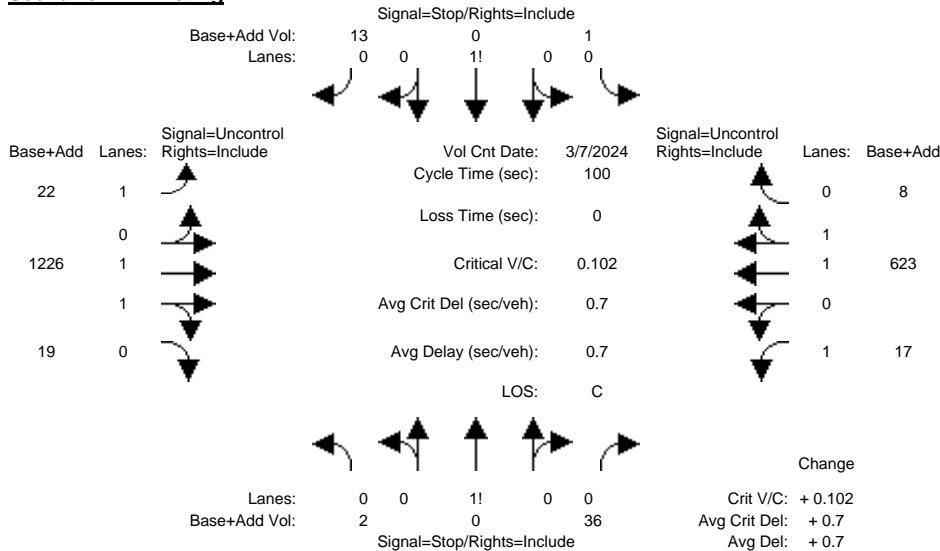 Signal=Stop/Rights=Include
Base+Add Vol: 13 0 1
Lanes: 0 0 1! 0 0
Signal=Uncontrol
Base+Add Lanes: Rights=Include
Vol Cnt Date: 3/7/2024
Signal=Uncontrol
Rights=Include Lanes: Base+Add
Cycle Time (sec): 100
22 1
0 8
Loss Time (sec): 0
0
1
1226 1
Critical V/C: 0.102
1 623
1
Avg Crit Del (sec/veh): 0.7
0
19 0
Avg Delay (sec/veh): 0.7
1 17
LOS: C
Change
Lanes: 0 0 1! 0 0
Crit V/C: + 0.102
Base+Add Vol: 2 0 36
Avg Crit Del: + 0.7
Signal=Stop/Rights=Include
Avg Del: + 0.7